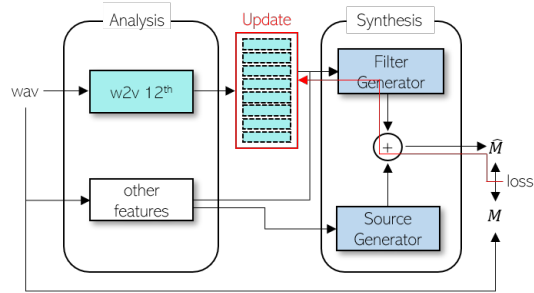 Analysis
Update
Synthesis
wav
w2v 12th
Filter
Generator
+
M̂
loss
M
other
features
Source
Generator